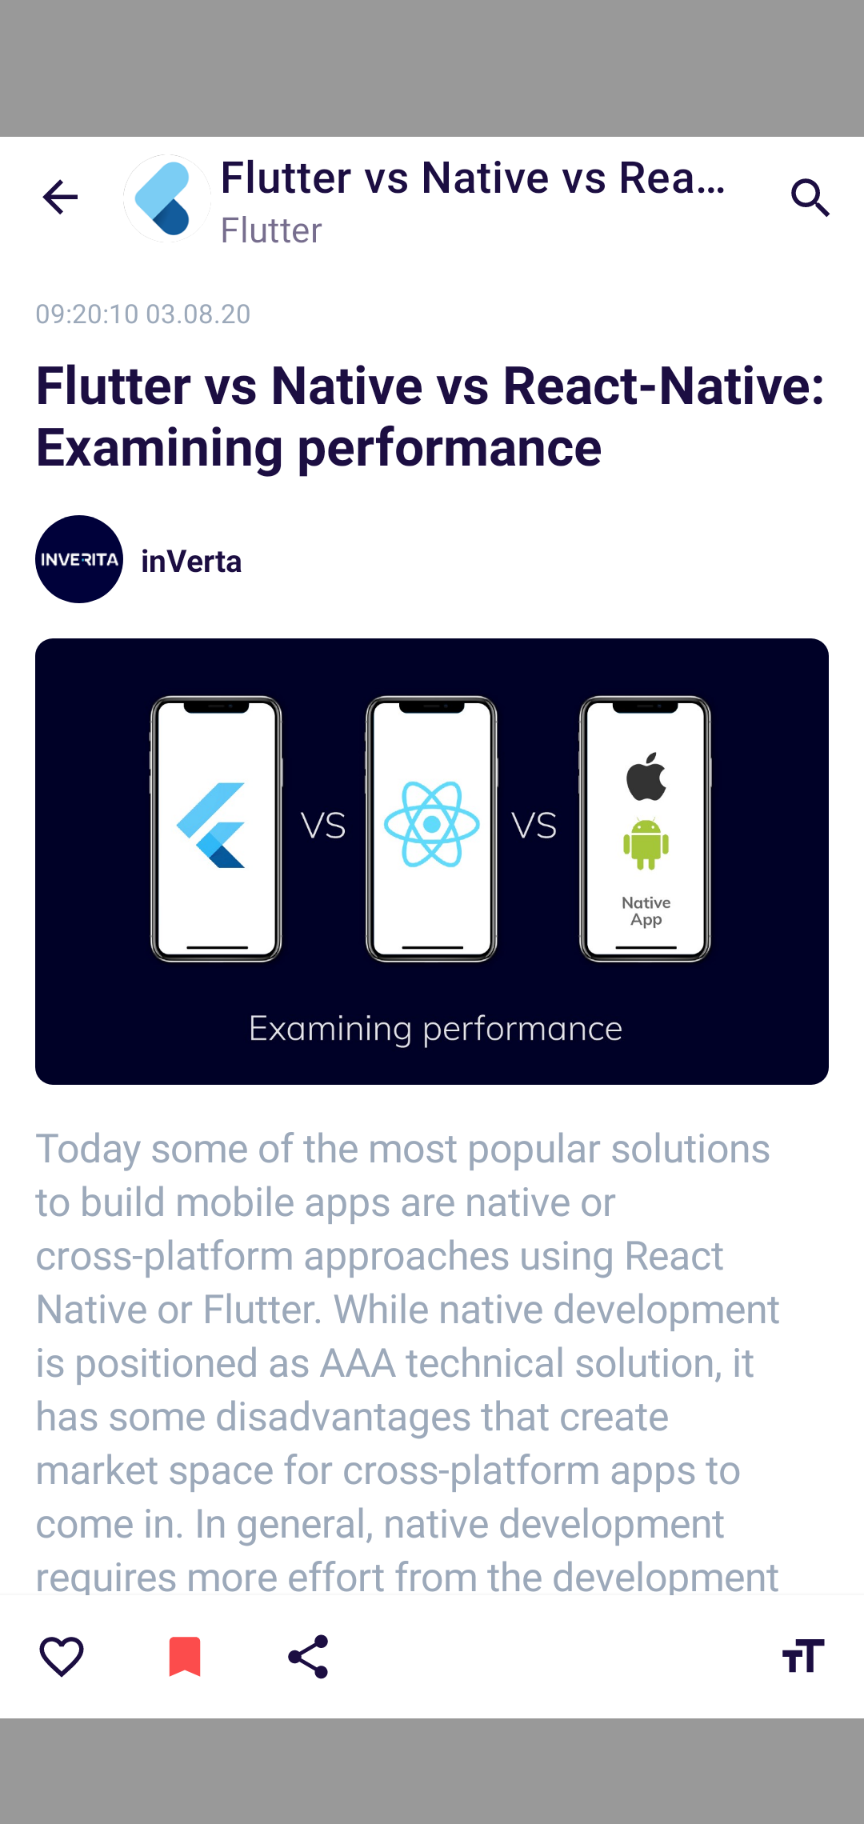 Flutter vs Native vs Rea...
Flutter
09:20:10 03.08.20
Flutter vs Native vs React-Native:
Examining performance
INVERITA
inVerta
VS
VS
Native
App
Examining performance
Today some of the most popular solutions
to build mobile apps are native or
cross-platform approaches using React
Native or Flutter. While native development
is positioned as AAA technical solution, it
has some disadvantages that create
market space for cross-platform apps to
come in. In general, native development
requires more effort from the development
TT